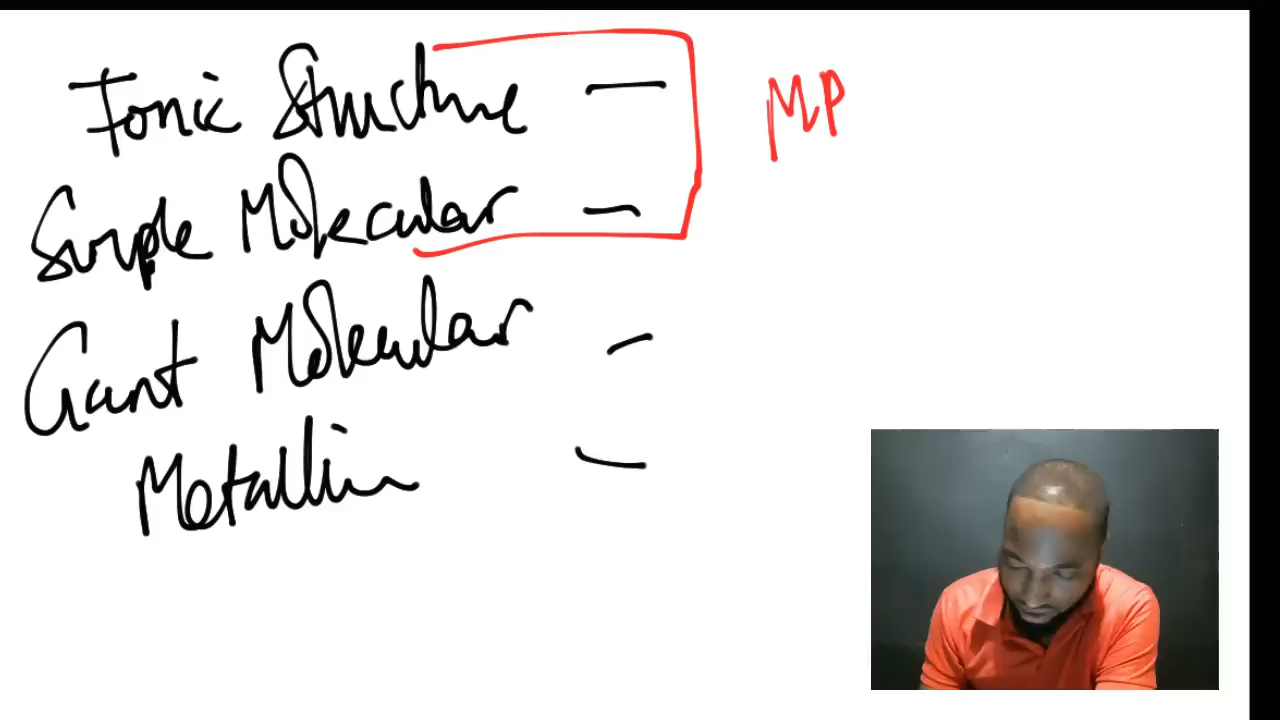 Ionic Structure —
Simple Molecular —
Giant Molecular —
Metallic —
MP